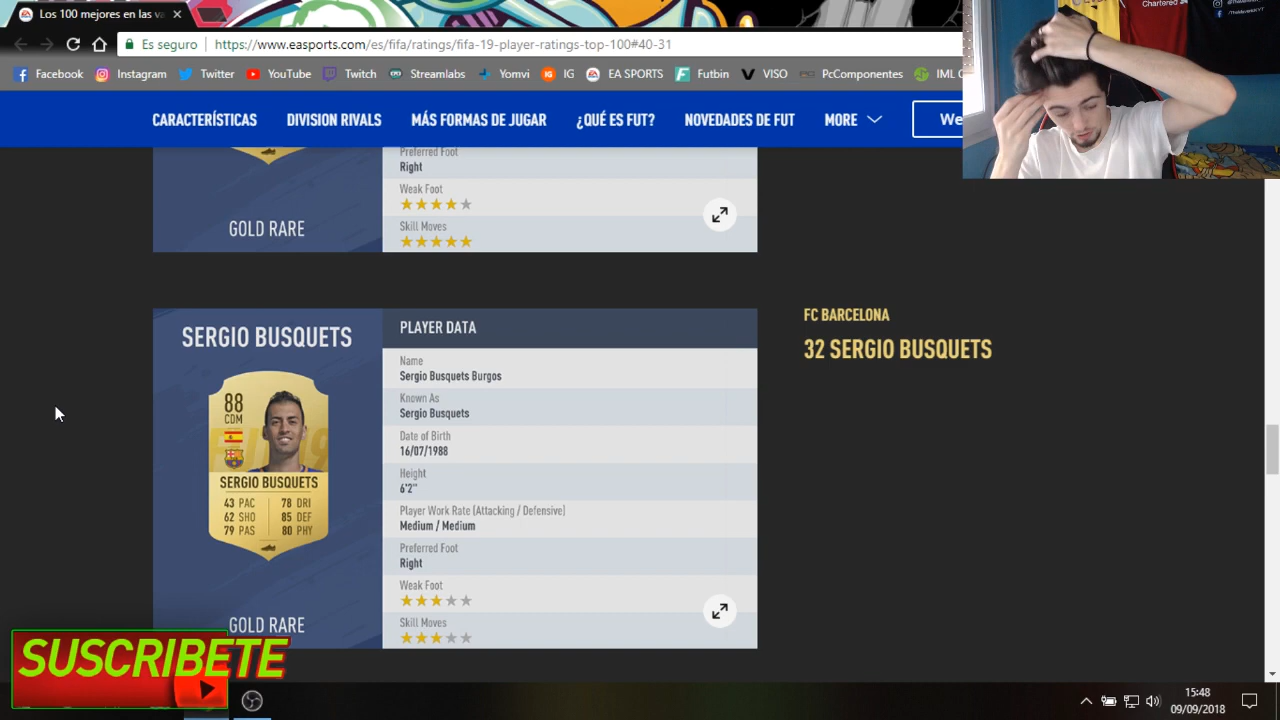 Los 100 mejores en las va
Es seguro
https://www.easports.com/es/fifa/ratings/fifa-19-player-ratings-top-100#40-31
Facebook Instagram Twitter YouTube Twitch Streamlabs Yomvi IG EA SPORTS Futbin VISO PcComponentes IML
Chartered
CARACTERÍSTICAS DIVISION RIVALS MÁS FORMAS DE JUGAR ¿QUÉ ES FUT? NOVEDADES DE FUT MORE We
Preferred Foot
Right
Weak Foot
Skill Moves
GOLD RARE
SERGIO BUSQUETS
88
CDM
SERGIO BUSQUETS
43 PAC 78 DRI
62 SHO 85 DEF
79 PAS 80 PHY
GOLD RARE
PLAYER DATA
Name
Sergio Busquets Burgos
Known As
Sergio Busquets
Date of Birth
16/07/1988
Height
6'2"
Player Work Rate (Attacking / Defensive)
Medium / Medium
Preferred Foot
Right
Weak Foot
Skill Moves
FC BARCELONA
32 SERGIO BUSQUETS
SUSCRIBETE
15:48
09/09/2018